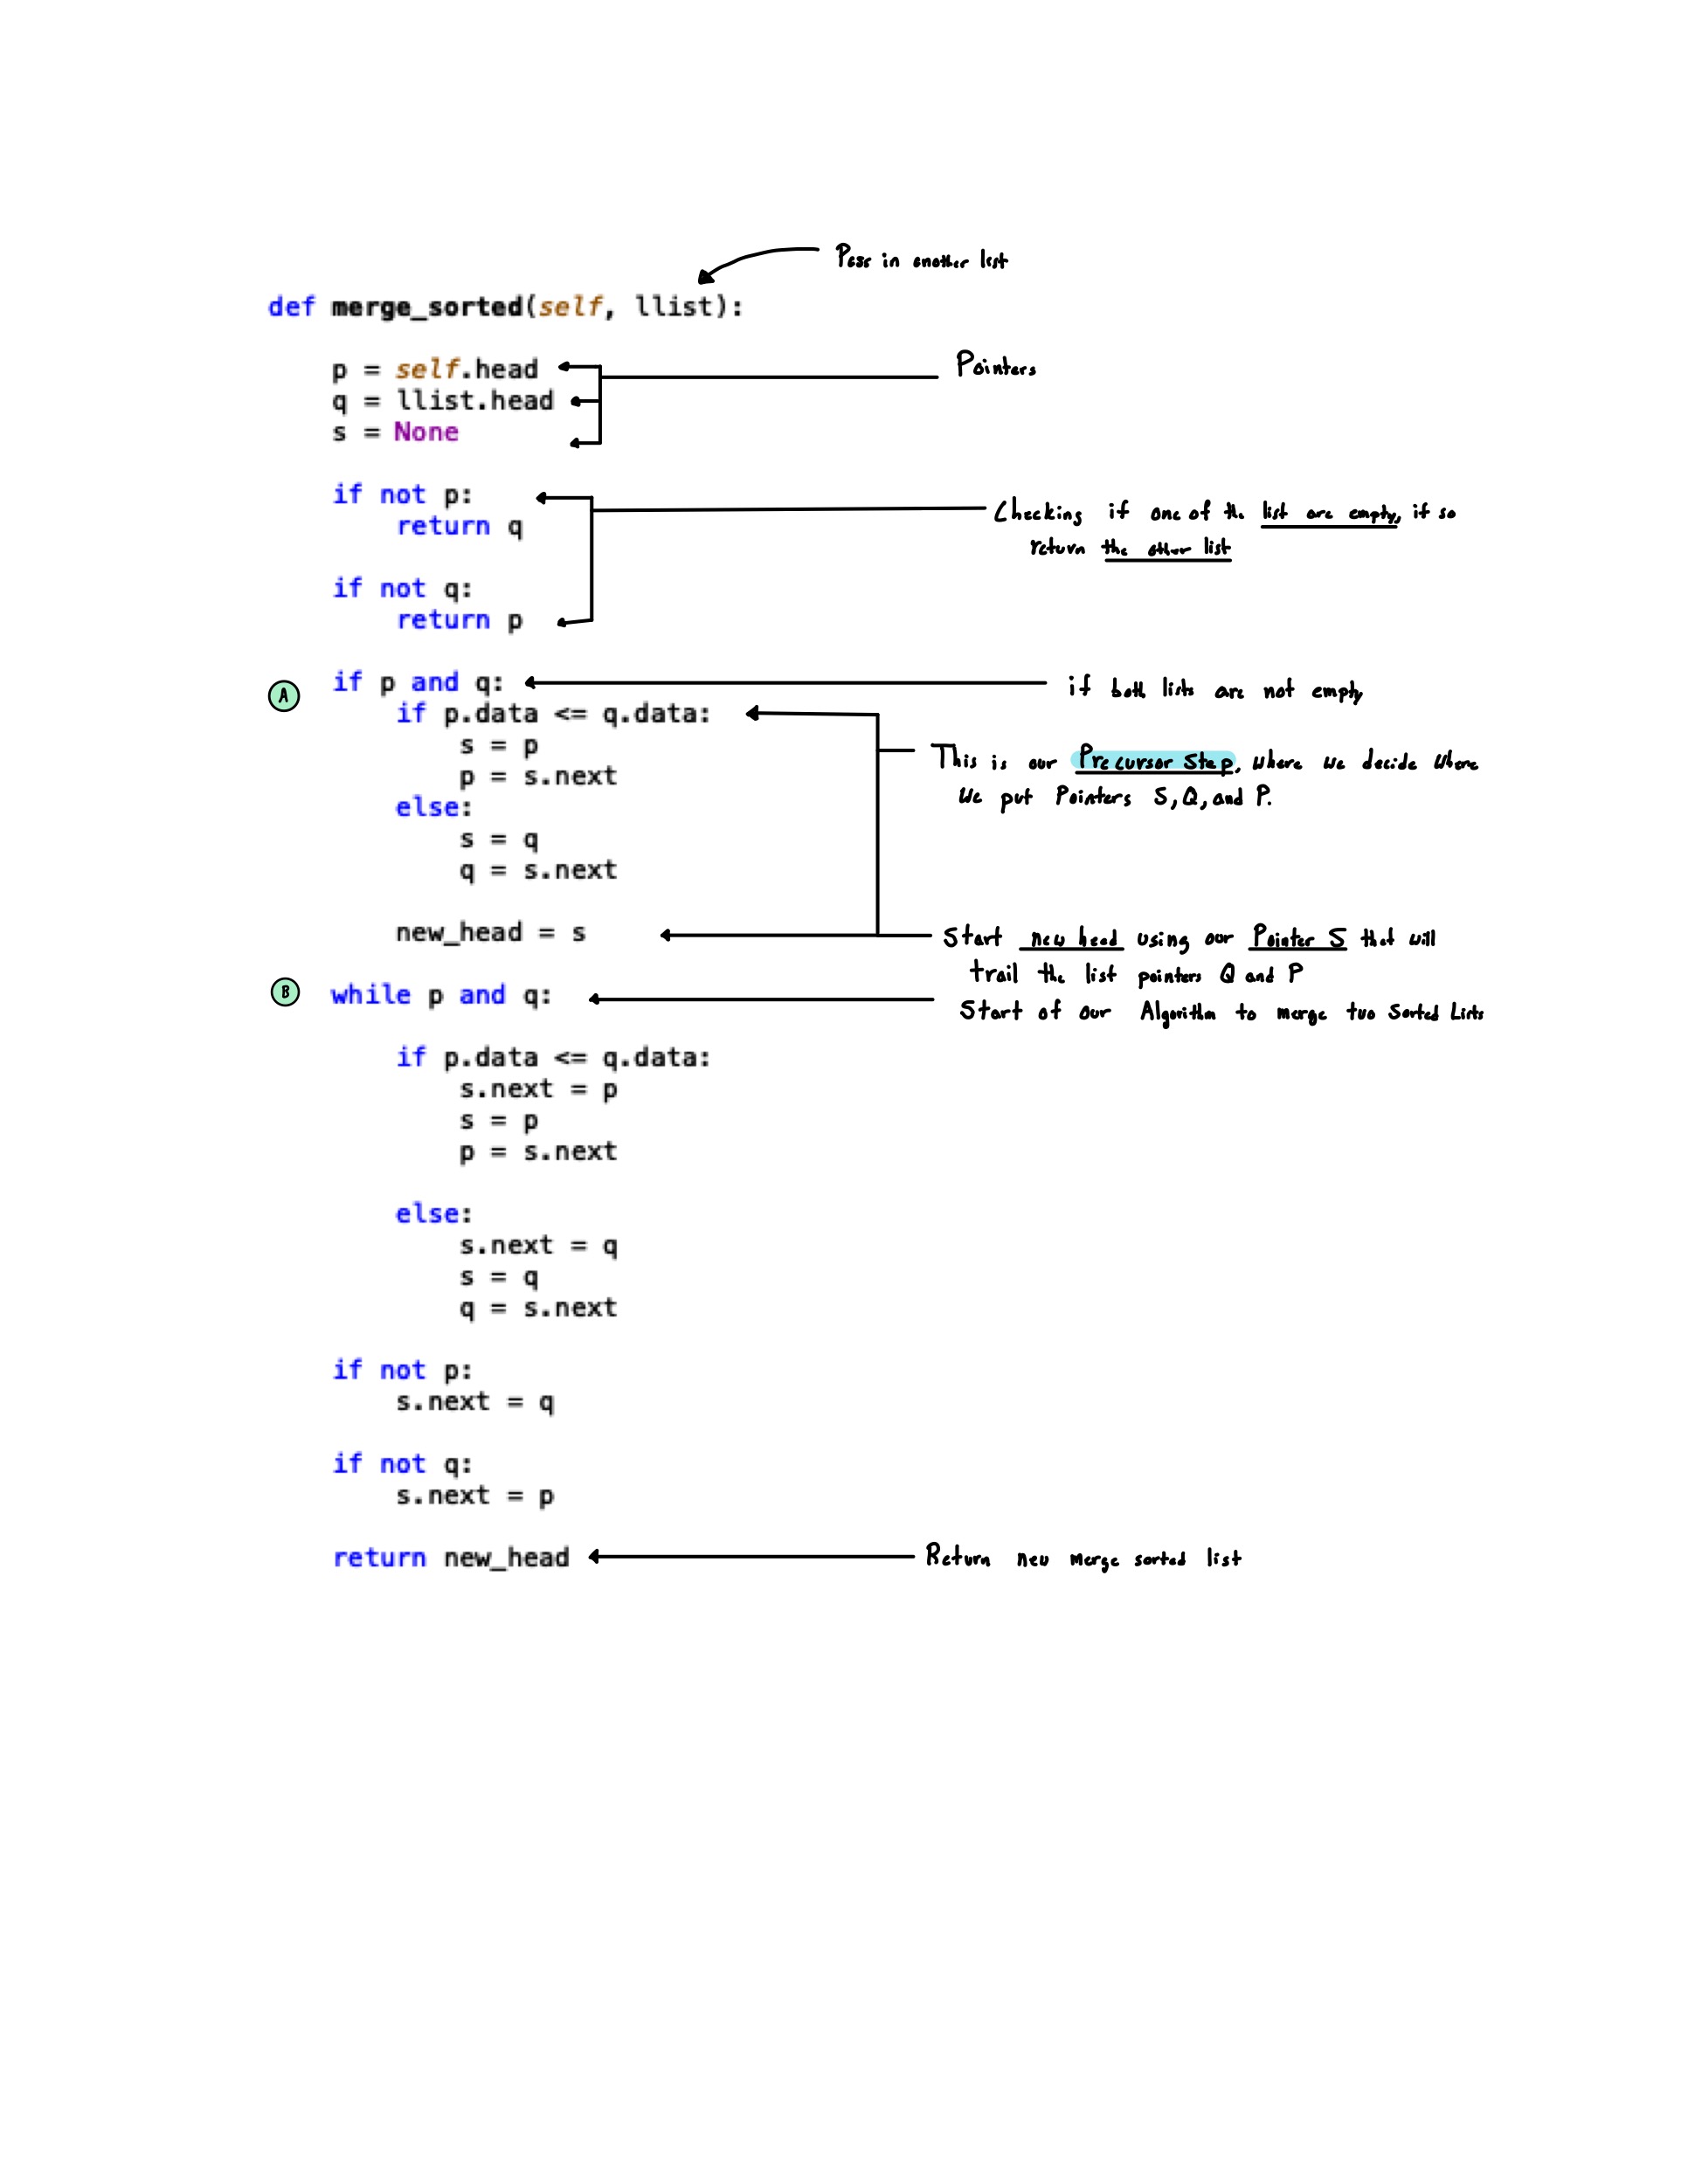 Pass in another list
def merge_sorted(self, llist):
p = self.head
Pointers
q = llist.head
s = None
if not p:
return q
Checking if one of the list are empty, if so
return the other list
if not q:
return p
A
if p and q:
if both lists are not empty
if p.data <= q.data:
s = p
p = s.next
This is our Precursor Step, where we decide where
we put Pointers S, Q, and P.
else:
s = q
q = s.next
new_head = s
Start new head using our Pointer S that will
trail the list pointers Q and P
B
while p and q:
Start of our Algorithm to merge two Sorted Lists
if p.data <= q.data:
s.next = p
s = p
p = s.next
else:
s.next = q
s = q
q = s.next
if not p:
s.next = q
if not q:
s.next = p
return new_head
Return new merge sorted list